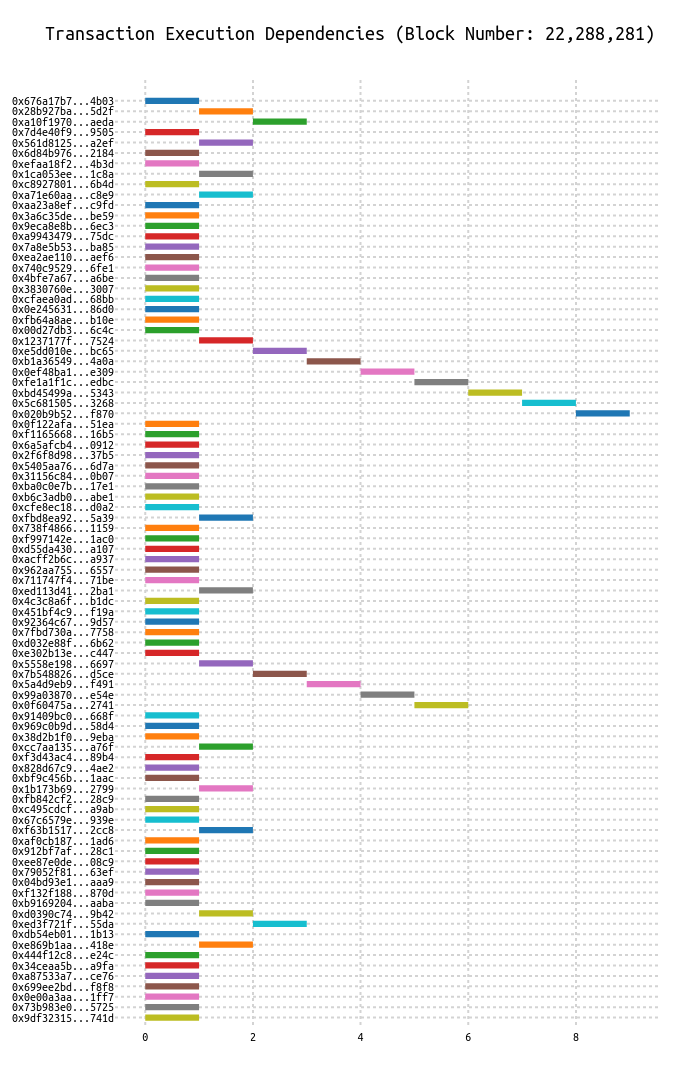 Transaction Execution Dependencies (Block Number: 22,288,281)
0x676a17b7...4b03
0x28b927ba...5d2f
0xa10f1970...aeda
0x7d4e40f9...9505
0x561d8125...a2ef
0x6d84b976...2184
0xefaa18f2...4b3d
0x1ca053ee...1c8a
0xc8927801...6b4d
0xa71e60aa...c8e9
0xaa23a8ef...c9fd
0x3a6c35de...be59
0x9eca8e8b...6ec3
0xa9943479...75dc
0x7a8e5b53...ba85
0xea2ae110...aef6
0x740c9529...6fe1
0x4bfe7a67...a6be
0x3830760e...3007
0xcfaea0ad...68bb
0x0e245631...86d0
0xfb64a8ae...b10e
0x00d27db3...6c4c
0x1237177f...7524
0xe5dd010e...bc65
0xb1a36549...4a0a
0x0ef48ba1...e309
0xfe1a1f1c...edbc
0xbd45499a...5343
0x5c681505...3268
0x020b9b52...f870
0x0f122afa...51ea
0xf1165668...16b5
0x6a5afcb4...0912
0x2f6f8d98...37b5
0x5405aa76...6d7a
0x31156c84...0b07
0xba0c0e7b...17e1
0xb6c3adb0...abe1
0xcfe8ec18...d0a2
0xfbd8ea92...5a39
0x738f4866...1159
0xf997142e...1ac0
0xd55da430...a107
0xacff2b6c...a937
0x962aa755...6557
0x711747f4...71be
0xed113d41...2ba1
0x4c3c8a6f...b1dc
0x451bf4c9...f19a
0x92364c67...9d57
0x7fbd730a...7758
0xd032e88f...6b62
0xe302b13e...c447
0x5558e198...6697
0x7b548826...d5ce
0x5a4d9eb9...f491
0x99a03870...e54e
0x0f60475a...2741
0x91409bc0...668f
0x969c0b9d...58d4
0x38d2b1f0...9eba
0xcc7aa135...a76f
0xf3d43ac4...89b4
0x828d67c9...4ae2
0xbf9c456b...1aac
0x1b173b69...2799
0xfb842cf2...28c9
0xc495cdcf...a9ab
0x67c6579e...939e
0xf63b1517...2cc8
0xaf0cb187...1ad6
0x912bf7af...28c1
0xee87e0de...08c9
0x79052f81...63ef
0x04bd93e1...aaa9
0xf132f188...870d
0xb9169204...aaba
0xd0390c74...9b42
0xed3f721f...55da
0xdb54eb01...1b13
0xe869b1aa...418e
0x444f12c8...e24c
0x34ceaa5b...a9fa
0xa87533a7...ce76
0x699ee2bd...f8f8
0x0e00a3aa...1ff7
0x73b983e0...5725
0x9df32315...741d
0 2 4 6 8